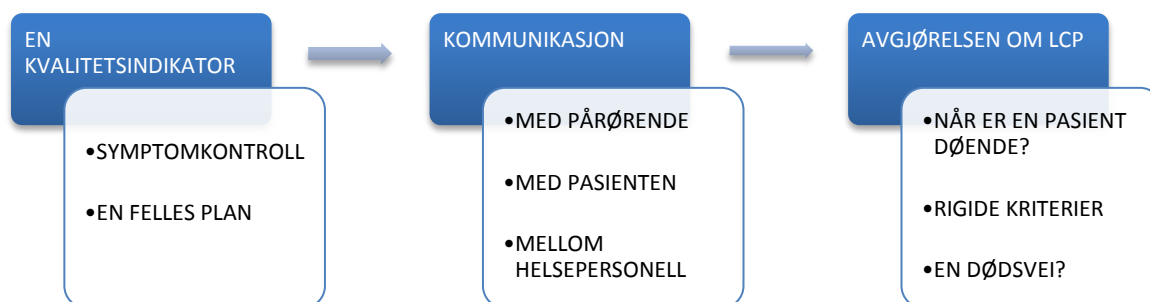 EN
KVALITETSINDIKATOR
•SYMPTOMKONTROLL
•EN FELLES PLAN
KOMMUNIKASJON
•MED PÅRØRENDE
•MED PASIENTEN
•MELLOM
HELSEPERSONELL
AVGJØRELSEN OM LCP
•NÅR ER EN PASIENT
DØENDE?
•RIGIDE KRITERIER
•EN DØDSVEI?